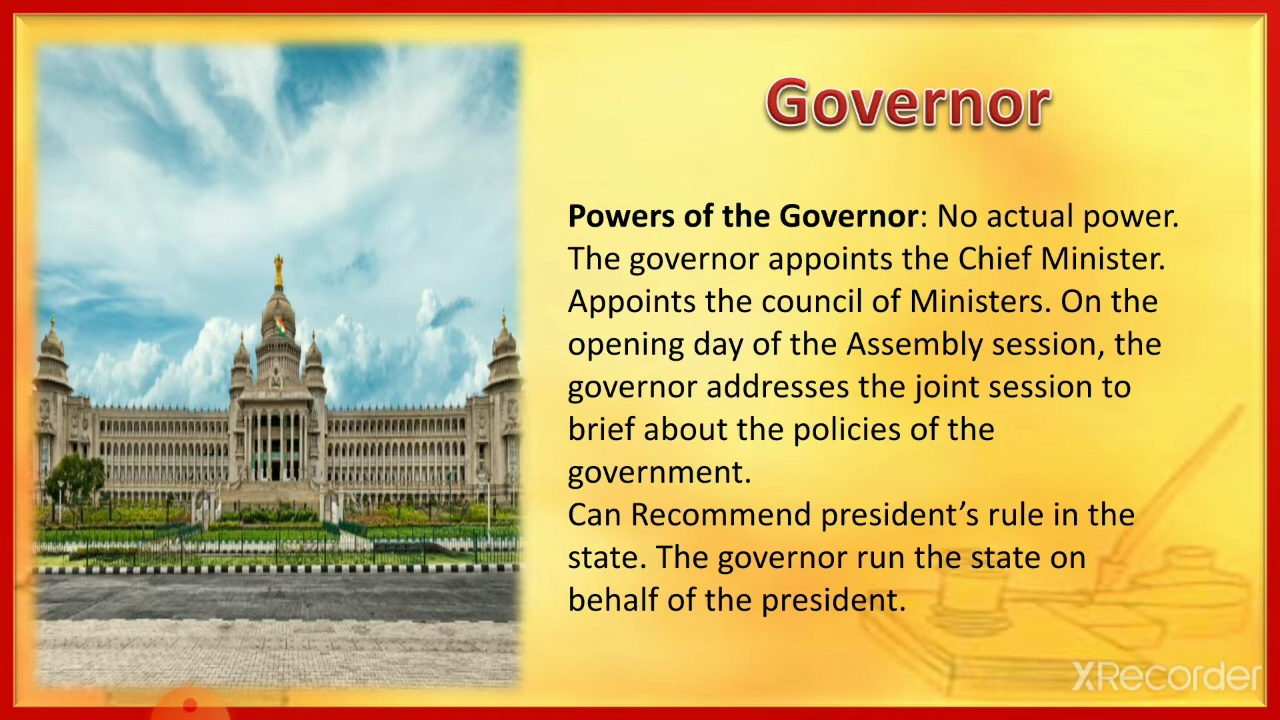 Governor
Powers of the Governor: No actual power.
The governor appoints the Chief Minister.
Appoints the council of Ministers. On the
opening day of the Assembly session, the
governor addresses the joint session to
brief about the policies of the
government.
Can Recommend president’s rule in the
state. The governor run the state on
behalf of the president.
XRecorder